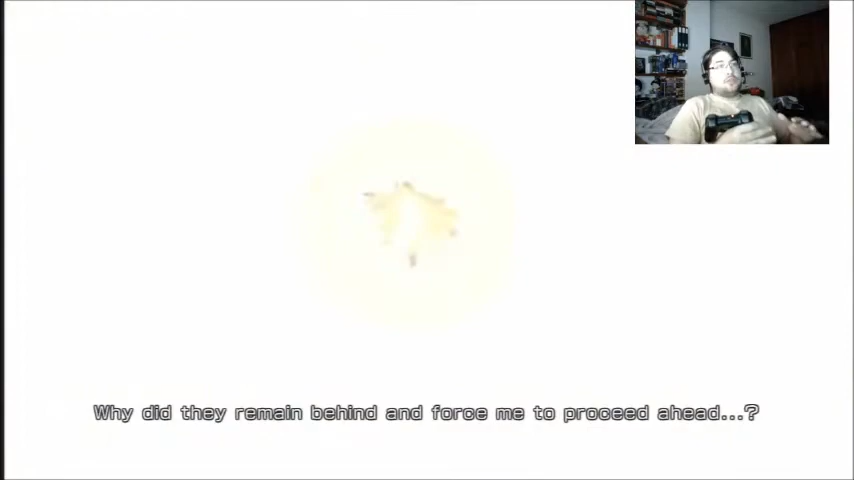 Why did they remain behind and force me to proceed ahead...?